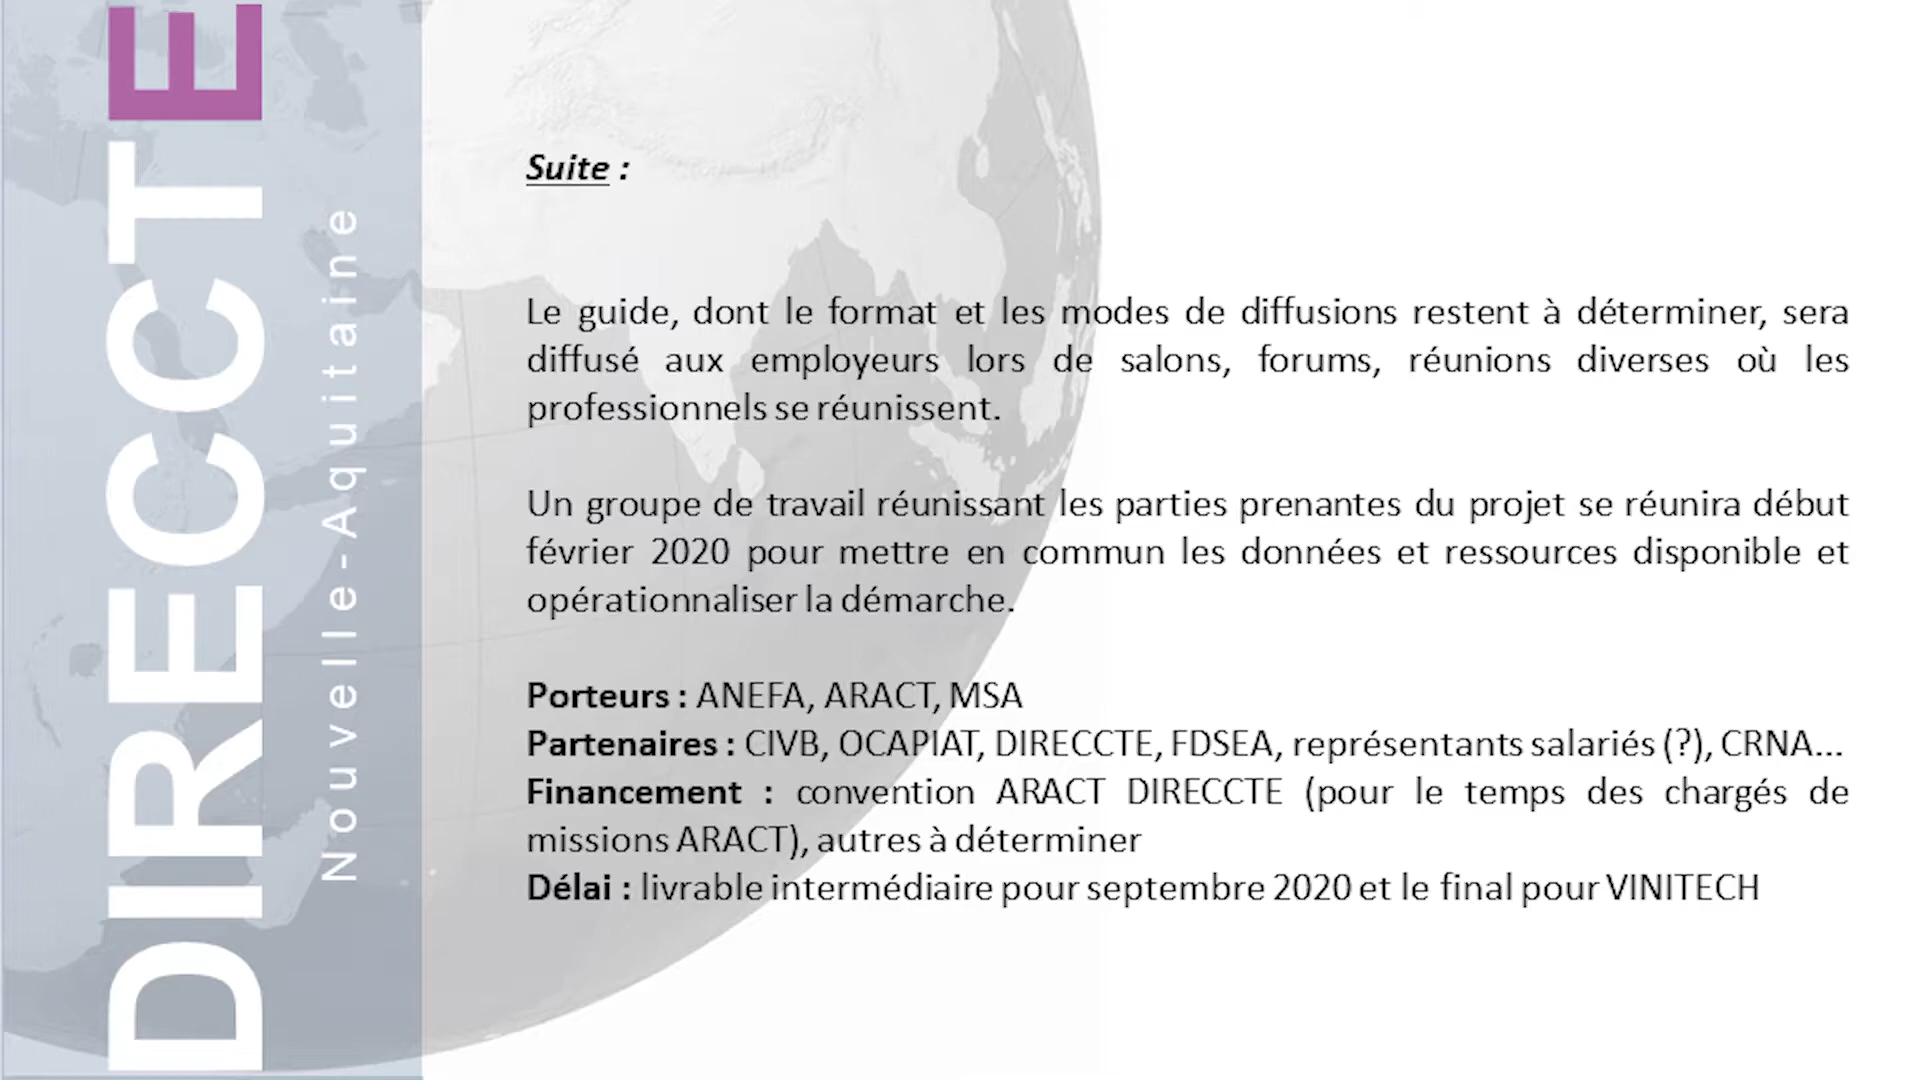 DIRECCTE
Nouvelle-Aquitaine
Suite :
Le guide, dont le format et les modes de diffusions restent à déterminer, sera
diffusé aux employeurs lors de salons, forums, réunions diverses où les
professionnels se réunissent.
Un groupe de travail réunissant les parties prenantes du projet se réunira début
février 2020 pour mettre en commun les données et ressources disponible et
opérationnaliser la démarche.
Porteurs : ANEFA, ARACT, MSA
Partenaires : CIVB, OCAPIAT, DIRECCTE, FDSEA, représentants salariés (?), CRNA...
Financement : convention ARACT DIRECCTE (pour le temps des chargés de
missions ARACT), autres à déterminer
Délai : livrable intermédiaire pour septembre 2020 et le final pour VINITECH